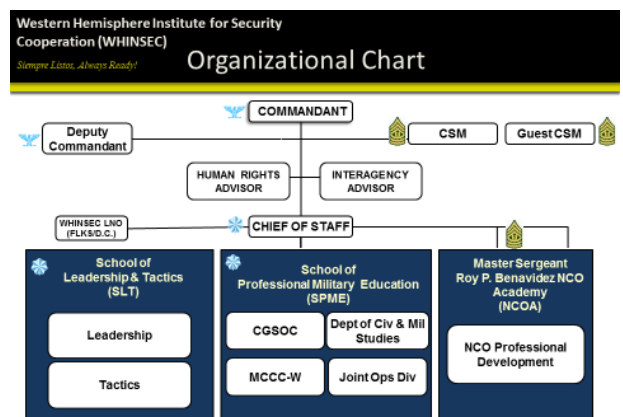 Western Hemisphere Institute for Security
Cooperation (WHINSEC)
Siempre Listos, Always Ready!
Organizational Chart
COMMANDANT
Deputy
Commandant
CSM
Guest CSM
HUMAN RIGHTS
ADVISOR
INTERAGENCY
ADVISOR
WHINSEC LNO
(FLKS/D.C.)
CHIEF OF STAFF
School of
Leadership & Tactics
(SLT)
Leadership
Tactics
School of
Professional Military Education
(SPME)
CGSOC
Dept of Civ & Mil
Studies
MCCC-W
Joint Ops Div
Master Sergeant
Roy P. Benavidez NCO
Academy
(NCOA)
NCO Professional
Development